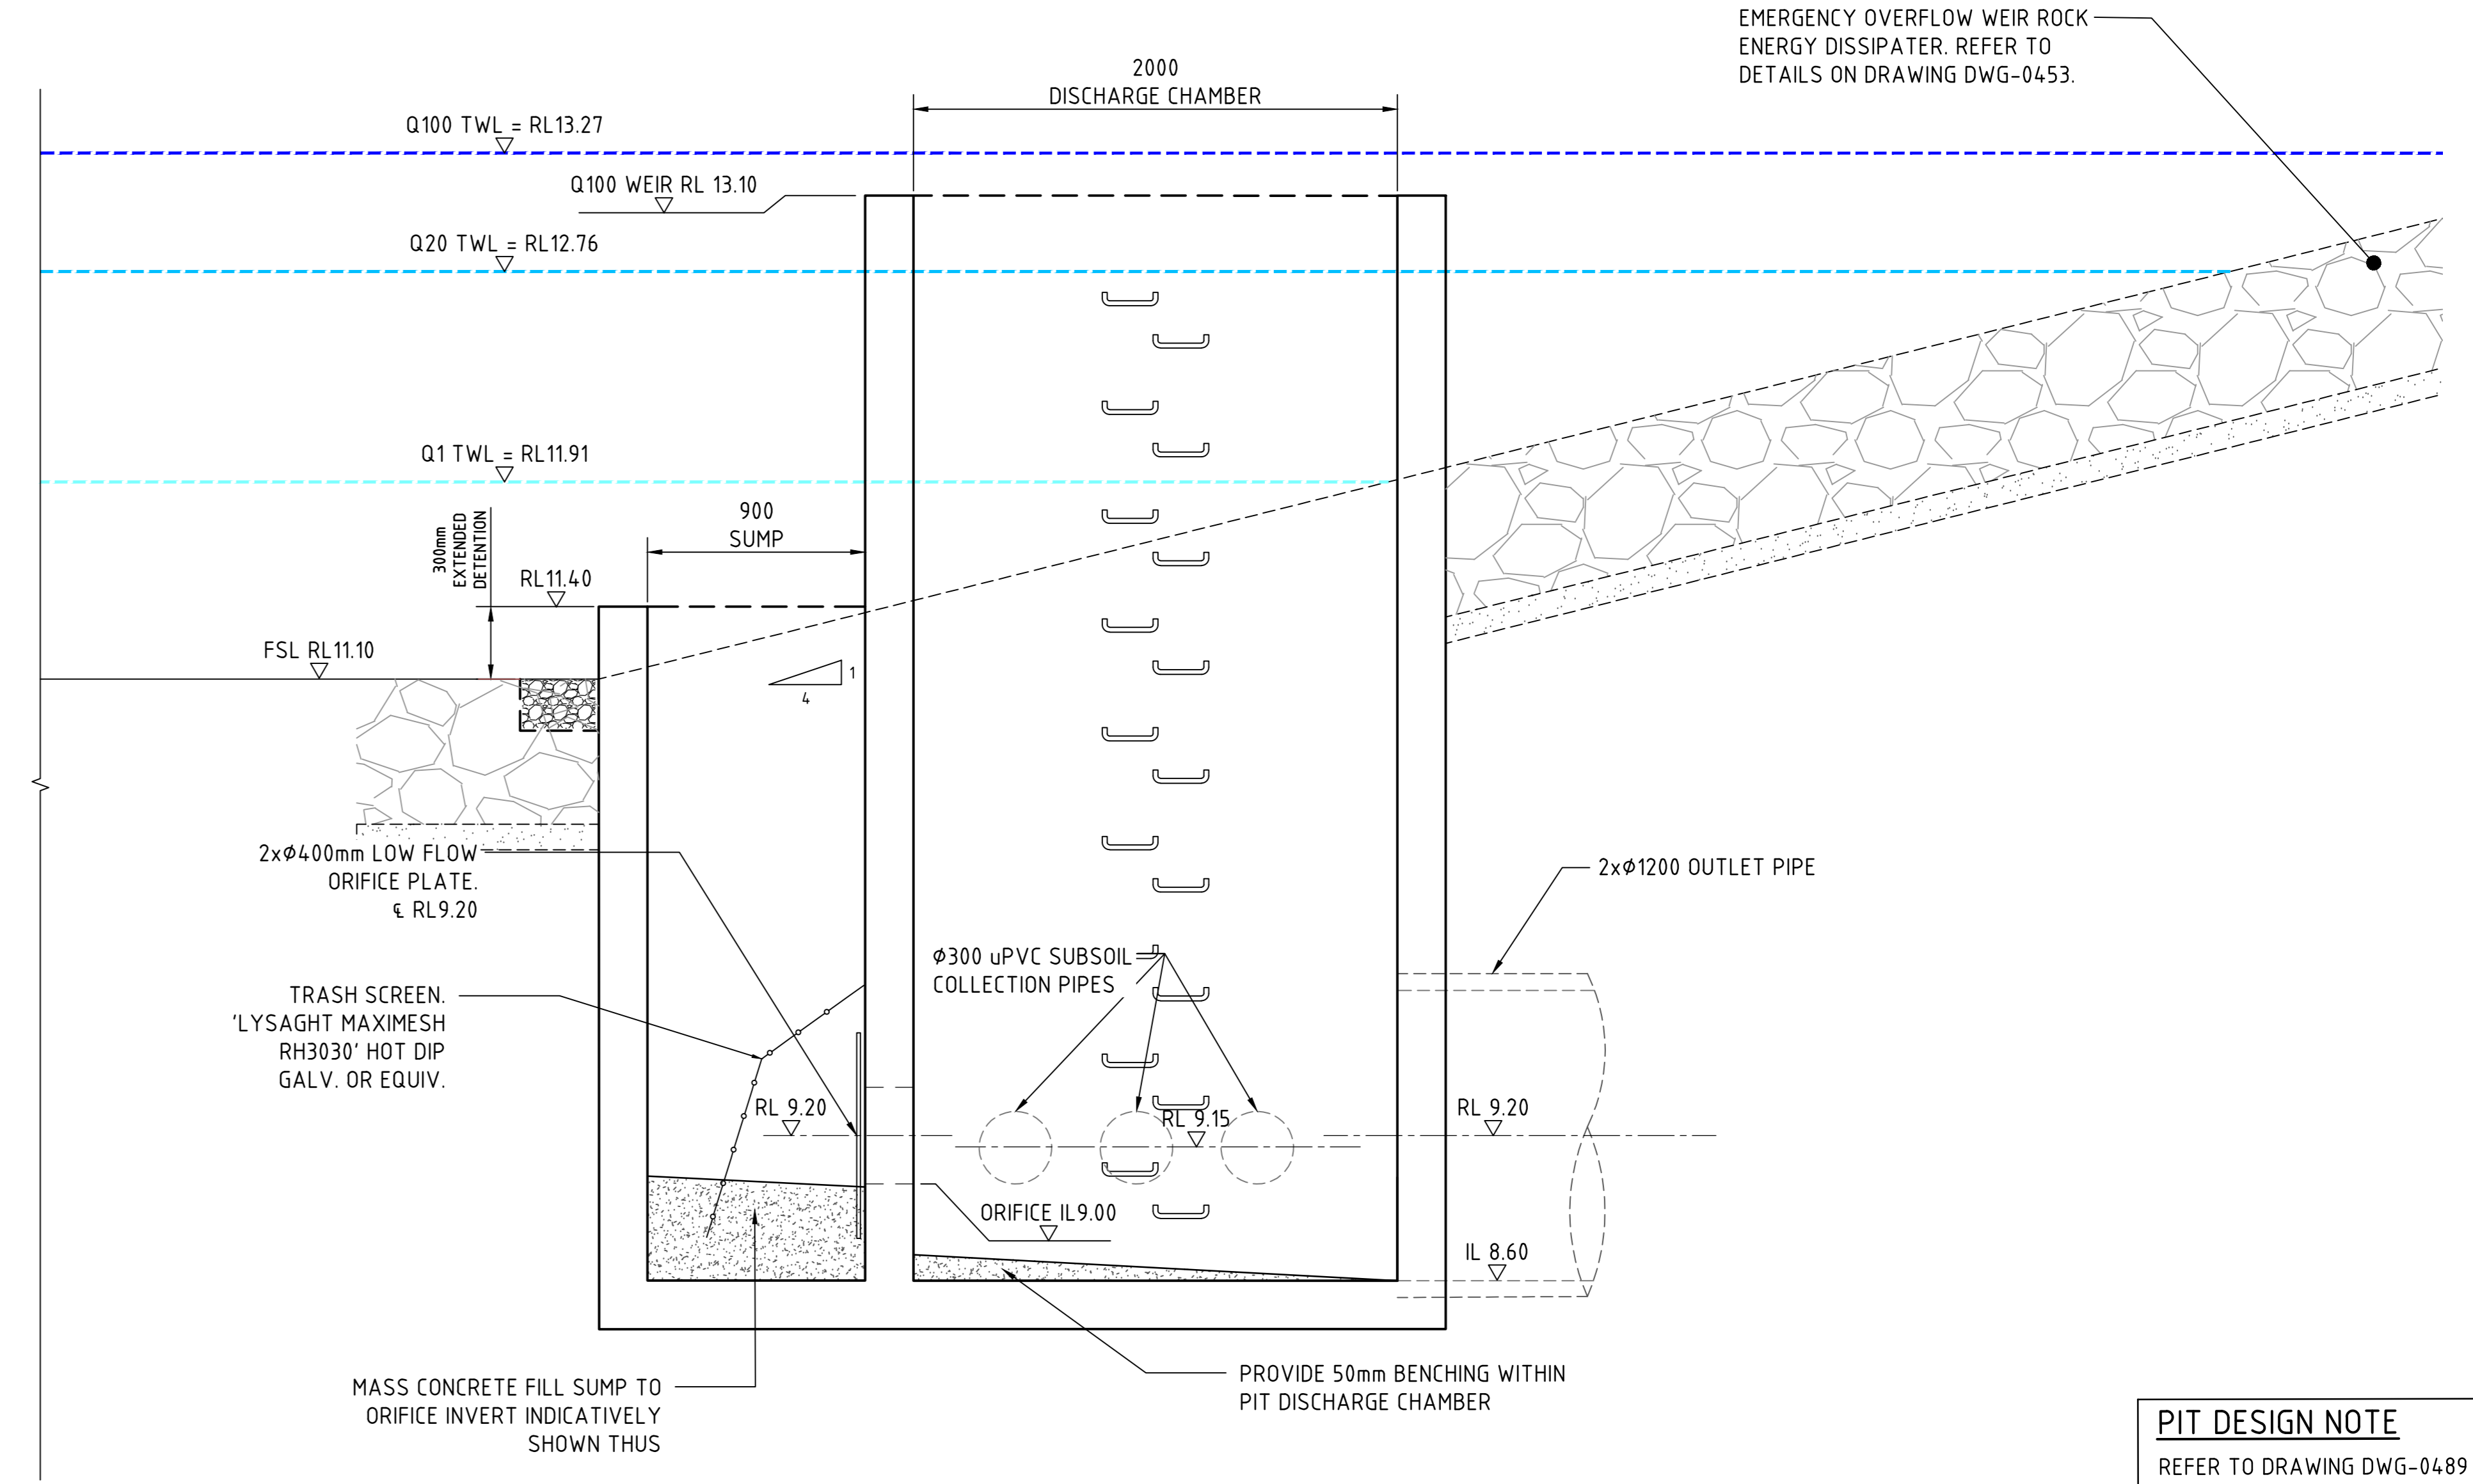 EMERGENCY OVERFLOW WEIR ROCK
ENERGY DISSIPATER. REFER TO
DETAILS ON DRAWING DWG-0453.
2000
DISCHARGE CHAMBER
Q100 TWL = RL13.27
Q100 WEIR RL 13.10
Q20 TWL = RL12.76
Q1 TWL = RL11.91
900
SUMP
300mm
EXTENDED
DETENTION
RL11.40
FSL RL11.10
1
4
2xϕ400mm LOW FLOW
ORIFICE PLATE.
℄ RL9.20
2xϕ1200 OUTLET PIPE
ϕ300 uPVC SUBSOIL
COLLECTION PIPES
TRASH SCREEN.
'LYSAGHT MAXIMESH
RH3030' HOT DIP
GALV. OR EQUIV.
RL 9.20
RL 9.15
RL 9.20
ORIFICE IL9.00
IL 8.60
MASS CONCRETE FILL SUMP TO
ORIFICE INVERT INDICATIVELY
SHOWN THUS
PROVIDE 50mm BENCHING WITHIN
PIT DISCHARGE CHAMBER
PIT DESIGN NOTE
REFER TO DRAWING DWG-0489